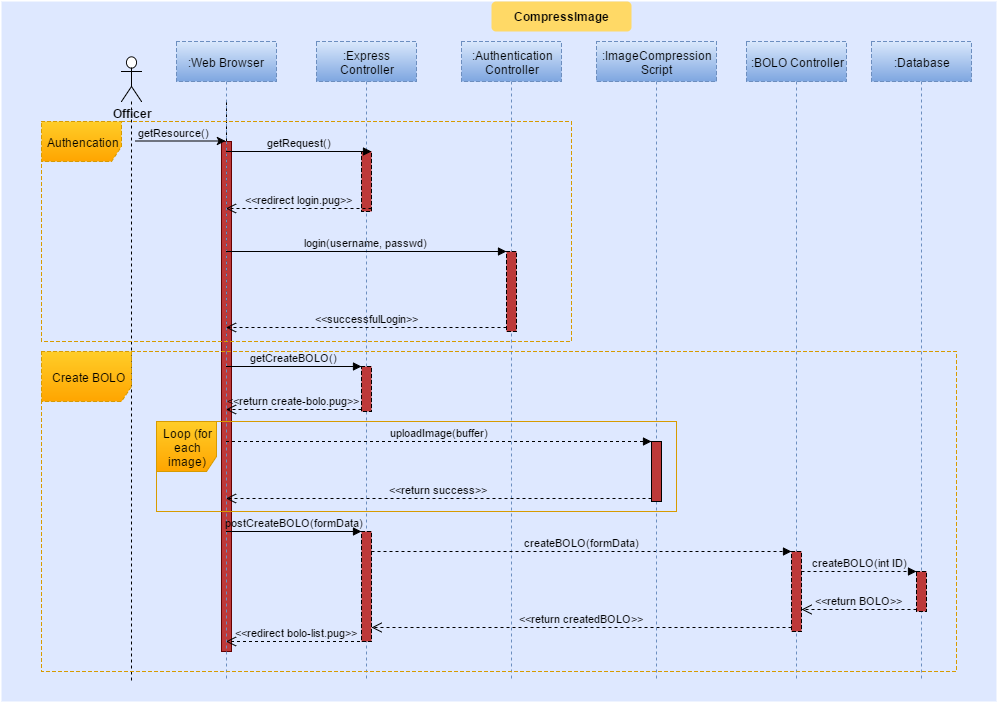 CompressImage
:Web Browser
:Express
Controller
:Authentication
Controller
:ImageCompression
Script
:BOLO Controller
:Database
Officer
Authencation
getResource()
getRequest()
<<redirect login.pug>>
login(username, passwd)
<<successfulLogin>>
Create BOLO
getCreateBOLO()
<<return create-bolo.pug>>
Loop (for
each
image)
uploadImage(buffer)
<<return success>>
postCreateBOLO(formData)
createBOLO(formData)
createBOLO(int ID)
<<return BOLO>>
<<return createdBOLO>>
<<redirect bolo-list.pug>>